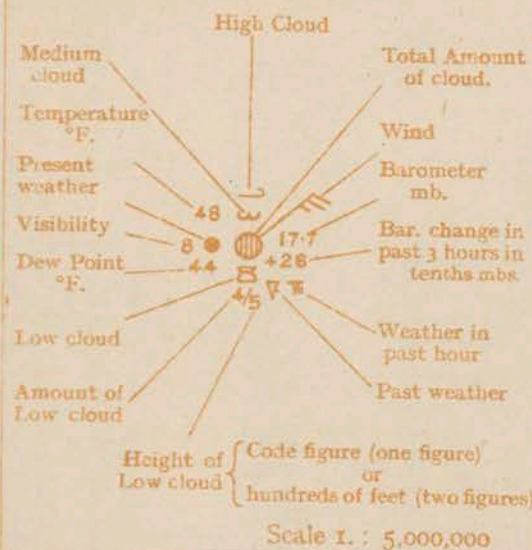 High Cloud
Medium
cloud
Total Amount
of cloud.
Temperature
°F.
Wind
Present
weather
Barometer
mb.
48
Visibility
8
17.7
Bar. change in
past 3 hours in
tenths mbs.
+28
Dew Point
°F.
44
4/5
Low cloud
Weather in
past hour
Amount of
Low cloud
Past weather
Height of
Low cloud
Code figure (one figure)
or
hundreds of feet (two figures)
Scale 1. : 5,000,000